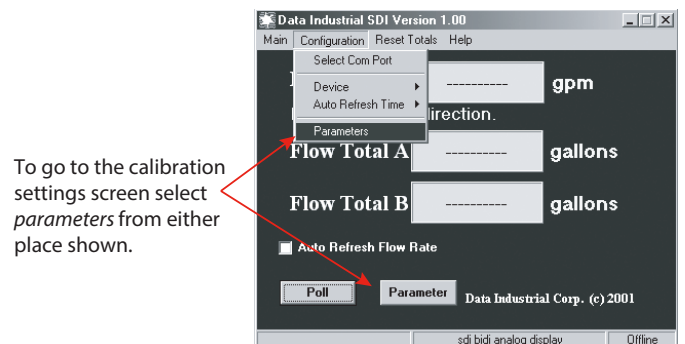 Data Industrial SDI Version 1.00
Main Configuration Reset Totals Help
Select Com Port
Device
Auto Refresh Time
Parameters
---------- gpm
irection.
To go to the calibration
settings screen select
parameters from either
place shown.
Flow Total A ---------- gallons
Flow Total B ---------- gallons
Auto Refresh Flow Rate
Poll Parameter Data Industrial Corp. (c) 2001
sdi bidi analog display Offline